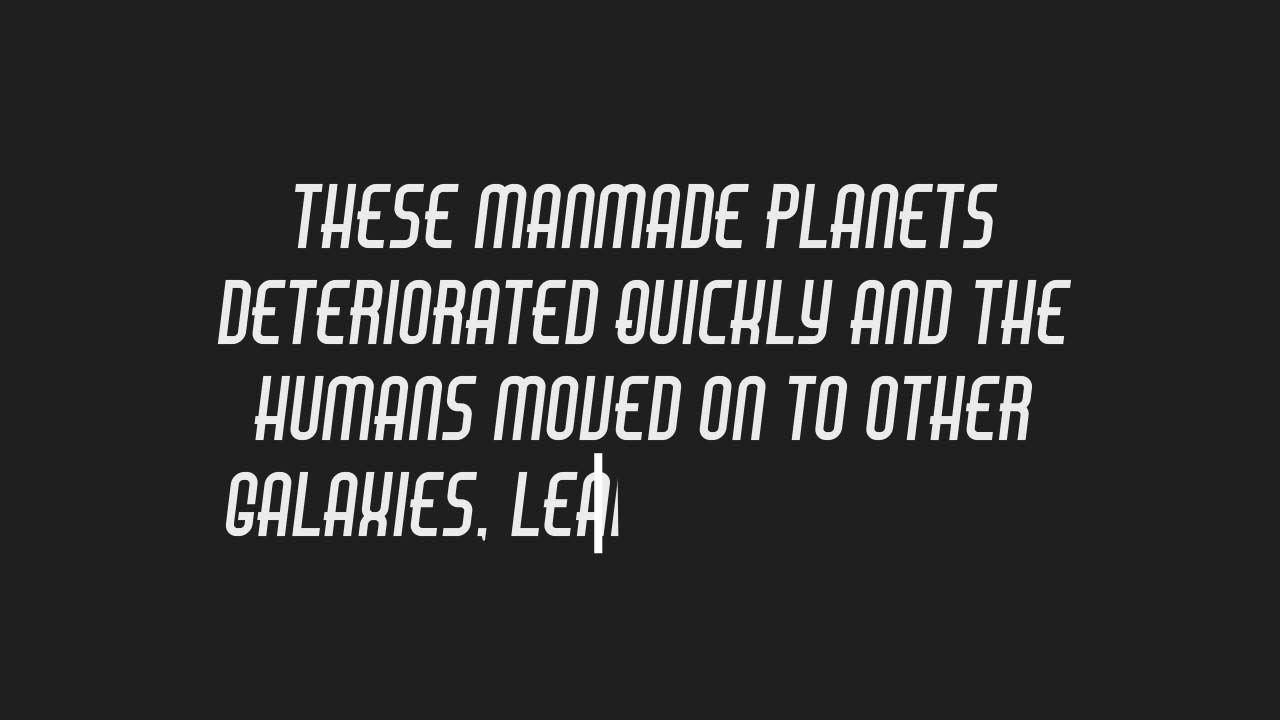 THESE MANMADE PLANETS
DETERIORATED QUICKLY AND THE
HUMANS MOVED ON TO OTHER
GALAXIES, LEA